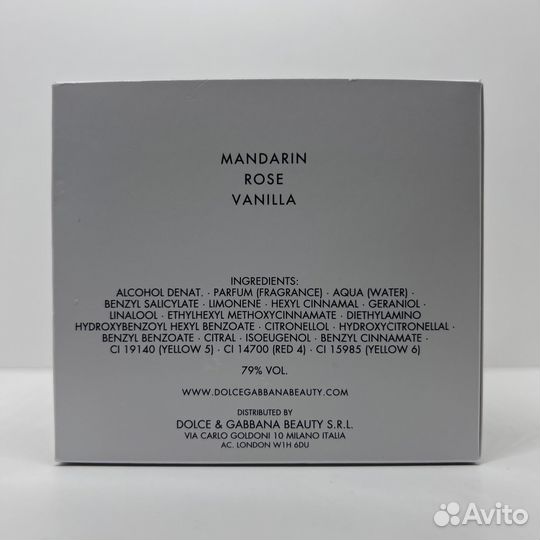 MANDARIN
ROSE
VANILLA
INGREDIENTS:
ALCOHOL DENAT. · PARFUM (FRAGRANCE) · AQUA (WATER) ·
BENZYL SALICYLATE · LIMONENE · HEXYL CINNAMAL · GERANIOL ·
LINALOOL · ETHYLHEXYL METHOXYCINNAMATE · DIETHYLAMINO
HYDROXYBENZOYL HEXYL BENZOATE · CITRONELLOL · HYDROXYCITRONELLAL ·
BENZYL BENZOATE · CITRAL · ISOEUGENOL · BENZYL CINNAMATE ·
CI 19140 (YELLOW 5) · CI 14700 (RED 4) · CI 15985 (YELLOW 6)
79% VOL.
WWW.DOLCEGABBANABEAUTY.COM
DISTRIBUTED BY
DOLCE & GABBANA BEAUTY S.R.L.
VIA CARLO GOLDONI 10 MILANO ITALIA
AC. LONDON W1H 6DU
Avito